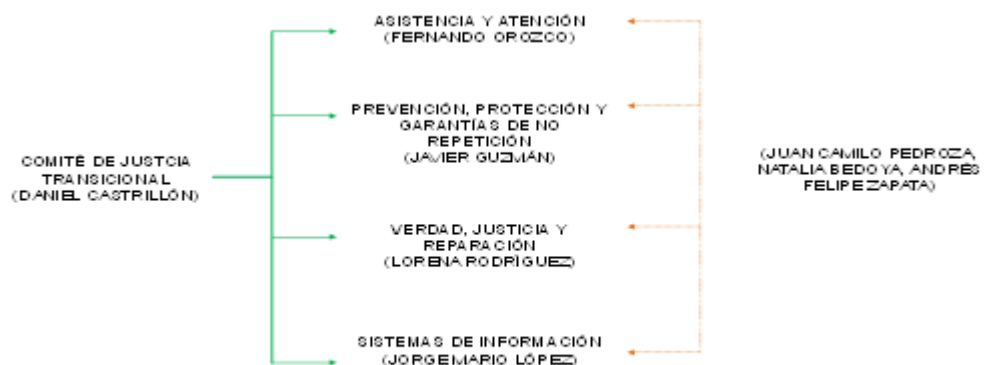 ASISTENCIA Y ATENCIÓN
(FERNANDO OROZCO)
PREVENCIÓN, PROTECCIÓN Y
GARANTÍAS DE NO
REPETICIÓN
(JAVIER GUZMÁN)
COMITÉ DE JUSTCIA
TRANSICIONAL
(DANIEL CASTRILLÓN)
(JUAN CAMILO PEDROZA,
NATALIA BEDOYA, ANDRÉS
FELIPE ZAPATA)
VERDAD, JUSTICIA Y
REPARACIÓN
(LORENA RODRÍGUEZ)
SISTEMAS DE INFORMACIÓN
(JORGE MARIO LÓPEZ)